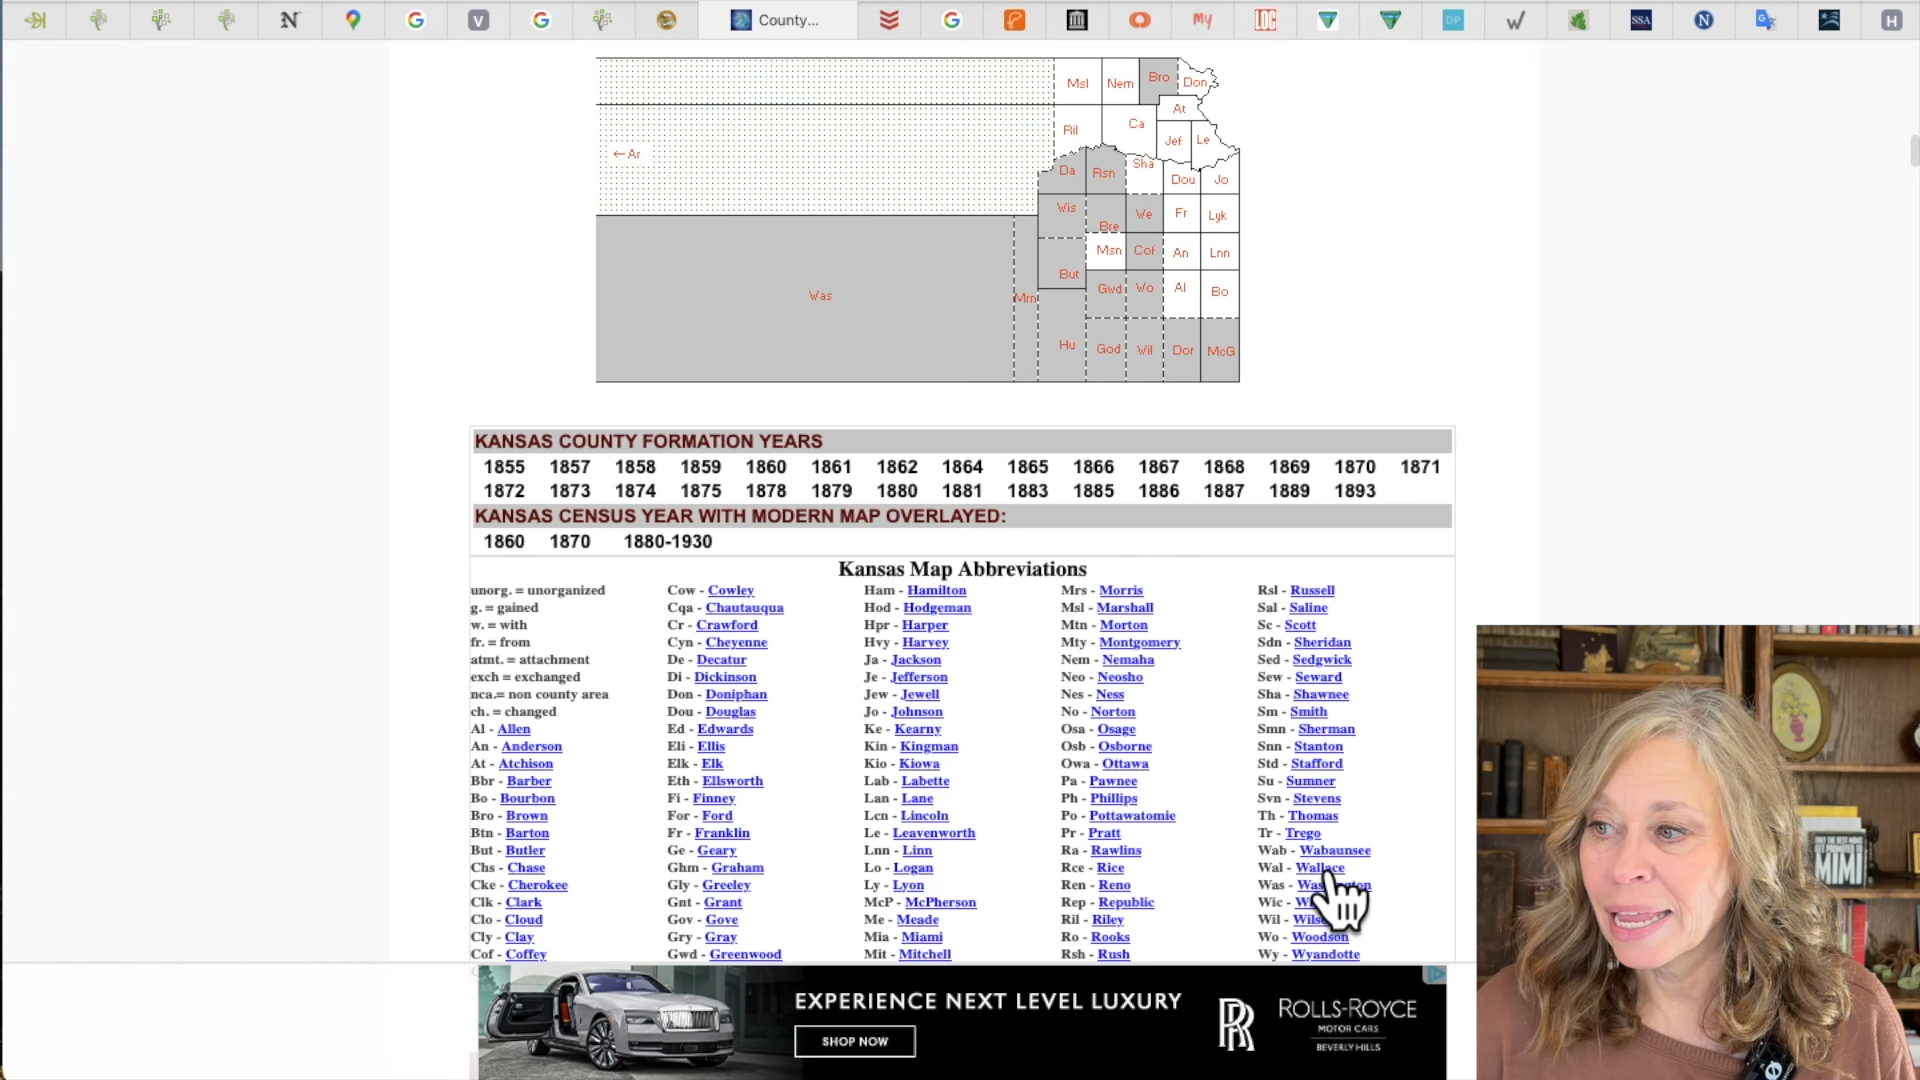 County...
LOC
my
DP
SSA
N
H
V
Msl Nem Bro Don
At
Ril Ca
Jef Le
←Ar
Sha
Da Rsn
Dou Jo
Wis We Fr Lyk
Bre
Msn Cof An Lnn
But
Gwd Wo Al Bo
Was Mrn
Hu God Wil Dor McG
KANSAS COUNTY FORMATION YEARS
1855 1857 1858 1859 1860 1861 1862 1864 1865 1866 1867 1868 1869 1870 1871
1872 1873 1874 1875 1878 1879 1880 1881 1883 1885 1886 1887 1889 1893
KANSAS CENSUS YEAR WITH MODERN MAP OVERLAYED:
1860 1870 1880-1930
Kansas Map Abbreviations
unorg. = unorganized Cow - Cowley Ham - Hamilton Mrs - Morris Rsl - Russell
g. = gained Cqa - Chautauqua Hod - Hodgeman Msl - Marshall Sal - Saline
w. = with Cr - Crawford Hpr - Harper Mtn - Morton Sc - Scott
fr. = from Cyn - Cheyenne Hvy - Harvey Mty - Montgomery Sdn - Sheridan
atmt. = attachment De - Decatur Ja - Jackson Nem - Nemaha Sed - Sedgwick
exch = exchanged Di - Dickinson Je - Jefferson Neo - Neosho Sew - Seward
nca.= non county area Don - Doniphan Jew - Jewell Nes - Ness Sha - Shawnee
ch. = changed Dou - Douglas Jo - Johnson No - Norton Sm - Smith
Al - Allen Ed - Edwards Ke - Kearny Osa - Osage Smn - Sherman
An - Anderson Eli - Ellis Kin - Kingman Osb - Osborne Snn - Stanton
At - Atchison Elk - Elk Kio - Kiowa Owa - Ottawa Std - Stafford
Bbr - Barber Eth - Ellsworth Lab - Labette Pa - Pawnee Su - Sumner
Bo - Bourbon Fi - Finney Lan - Lane Ph - Phillips Svn - Stevens
Bro - Brown For - Ford Lcn - Lincoln Po - Pottawatomie Th - Thomas
Btn - Barton Fr - Franklin Le - Leavenworth Pr - Pratt Tr - Trego
But - Butler Ge - Geary Lnn - Linn Ra - Rawlins Wab - Wabaunsee
Chs - Chase Ghm - Graham Lo - Logan Rce - Rice Wal - Wallace
Cke - Cherokee Gly - Greeley Ly - Lyon Ren - Reno Was -
Clk - Clark Gnt - Grant McP - McPherson Rep - Republic Wic -
Clo - Cloud Gov - Gove Me - Meade Ril - Riley Wil -
Cly - Clay Gry - Gray Mia - Miami Ro - Rooks Wo - Woodson
Cof - Coffey Gwd - Greenwood Mit - Mitchell Rsh - Rush Wy - Wyandotte
EXPERIENCE NEXT LEVEL LUXURY
SHOP NOW
RR
ROLLS-ROYCE
MOTOR CARS
BEVERLY HILLS
MIMI